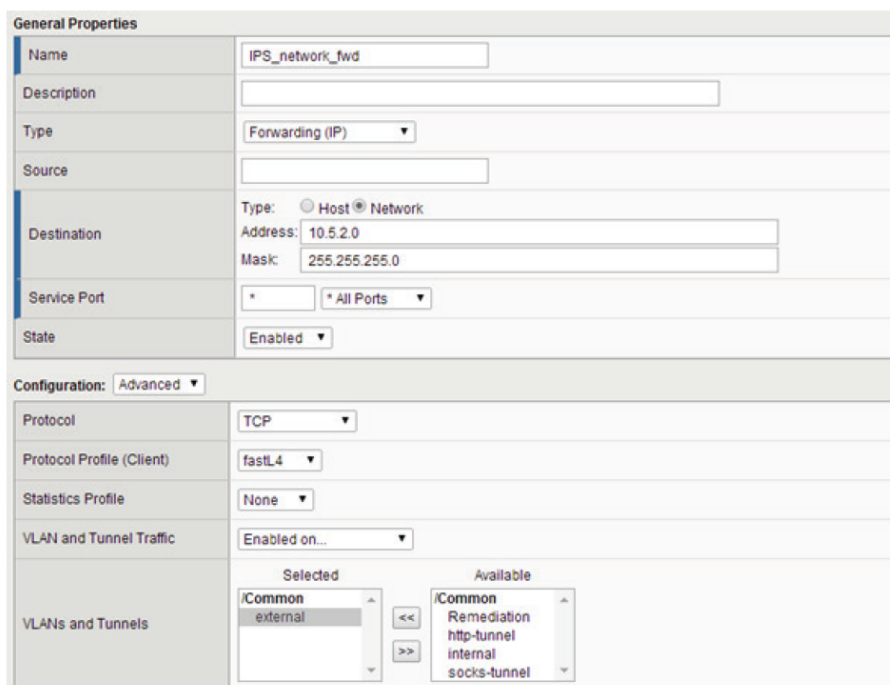 General Properties
Name IPS_network_fwd
Description
Type Forwarding (IP)
Source
Destination
Type: Host Network
Address: 10.5.2.0
Mask: 255.255.255.0
Service Port * * All Ports
State Enabled
Configuration: Advanced
Protocol TCP
Protocol Profile (Client) fastL4
Statistics Profile None
VLAN and Tunnel Traffic Enabled on...
VLANs and Tunnels
Selected Available
/Common /Common
external << Remediation
http-tunnel
>> internal
socks-tunnel